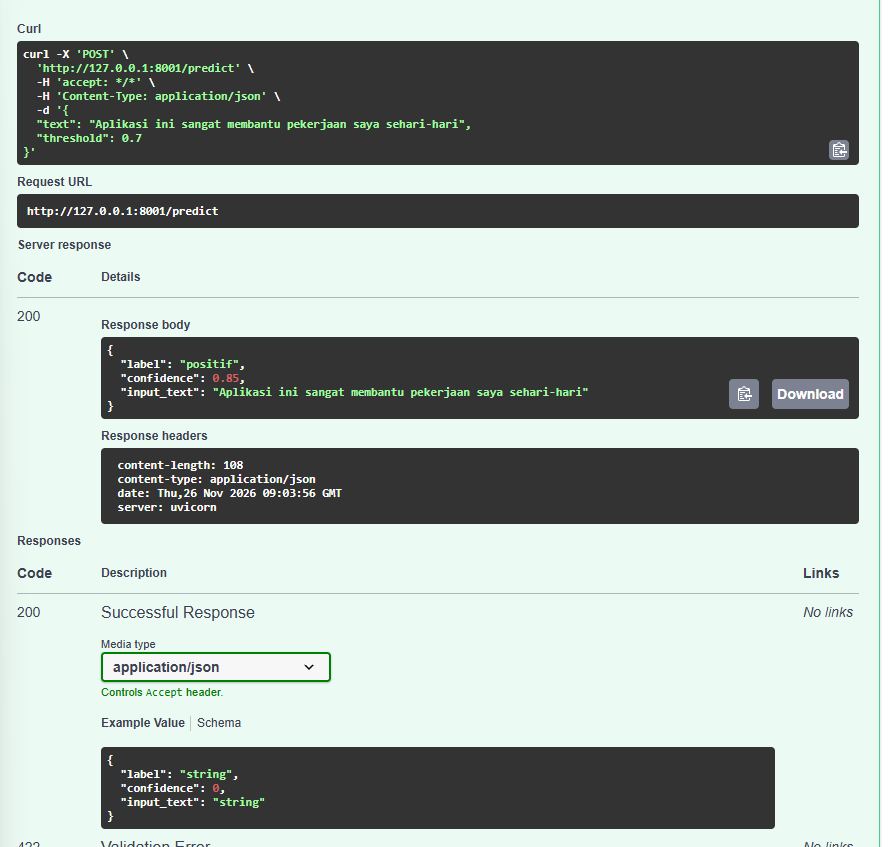 Curl
curl -X 'POST' \
'http://127.0.0.1:8001/predict' \
-H 'accept: */*' \
-H 'Content-Type: application/json' \
-d '{
"text": "Aplikasi ini sangat membantu pekerjaan saya sehari-hari",
"threshold": 0.7
}'
Request URL
http://127.0.0.1:8001/predict
Server response
Code Details
200
Response body
{
"label": "positif",
"confidence": 0.85,
"input_text": "Aplikasi ini sangat membantu pekerjaan saya sehari-hari"
}
Download
Response headers
content-length: 108
content-type: application/json
date: Thu,26 Nov 2026 09:03:56 GMT
server: uvicorn
Responses
Code Description Links
200 Successful Response No links
Media type
application/json
Controls Accept header.
Example Value Schema
{
"label": "string",
"confidence": 0,
"input_text": "string"
}
422 Validation Error No links